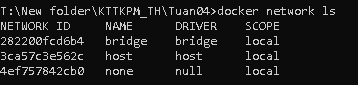 T:\New folder\KTTKPM_TH\Tuan04>docker network ls
NETWORK ID     NAME      DRIVER    SCOPE
282200fcd6b4   bridge    bridge    local
3ca57c3e562c   host      host      local
4ef757842cb0   none      null      local